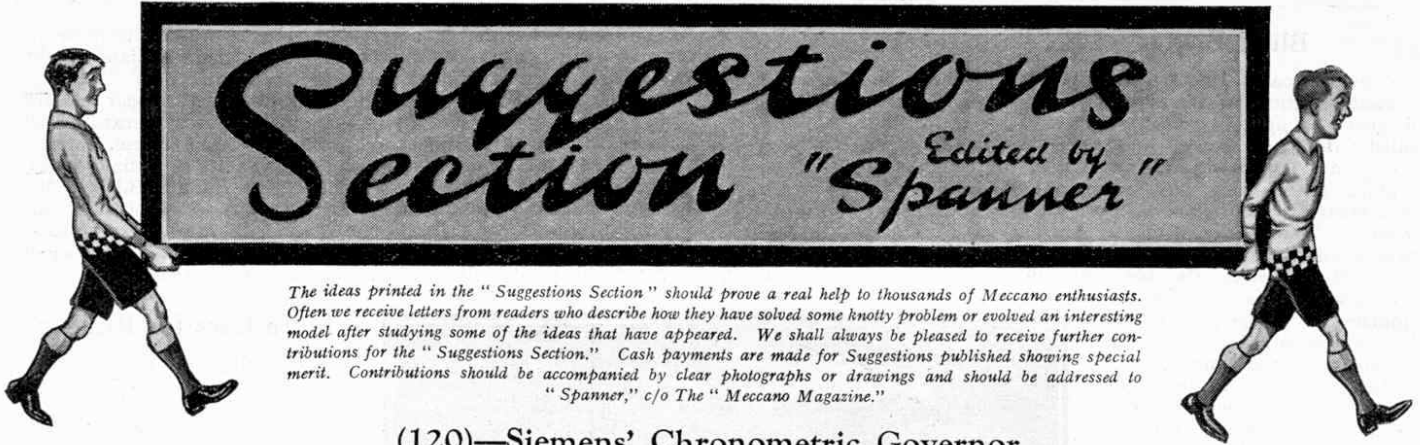 Suggestions
Section
Edited by
"Spanner"
The ideas printed in the "Suggestions Section" should prove a real help to thousands of Meccano enthusiasts.
Often we receive letters from readers who describe how they have solved some knotty problem or evolved an interesting
model after studying some of the ideas that have appeared. We shall always be pleased to receive further con-
tributions for the "Suggestions Section." Cash payments are made for Suggestions published showing special
merit. Contributions should be accompanied by clear photographs or drawings and should be addressed to
"Spanner," c/o The "Meccano Magazine."
(120)—Siemens' Chronometric Governor